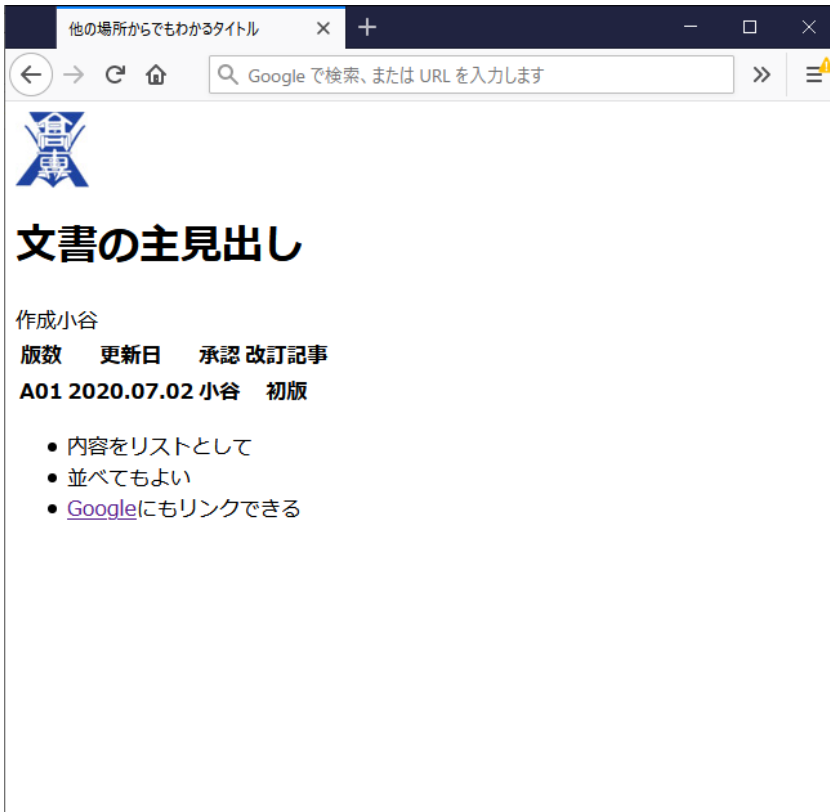 他の場所からでもわかるタイトル
Google で検索、または URL を入力します
高専
文書の主見出し
作成小谷
版数 更新日 承認 改訂記事
A01 2020.07.02 小谷 初版
内容をリストとして
並べてもよい
Googleにもリンクできる